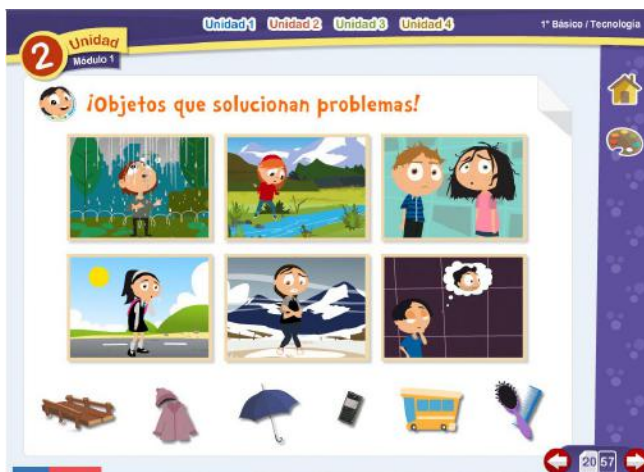 Unidad 1 Unidad 2 Unidad 3 Unidad 4
1° Básico / Tecnología
2 Unidad
Módulo 1
¡Objetos que solucionan problemas!
20 57